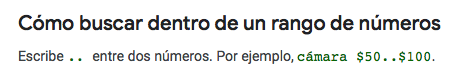 Cómo buscar dentro de un rango de números
Escribe .. entre dos números. Por ejemplo, cámara $50..$100.